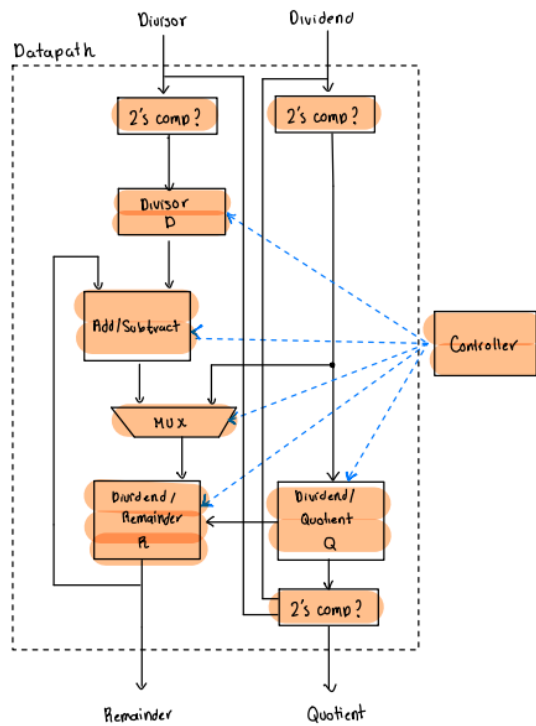 Divisor
Dividend
Datapath
2's comp?
2's comp?
Divisor
D
Add/Subtract
Controller
MUX
Dividend/
Remainder
R
Dividend/
Quotient
Q
2's comp?
Remainder
Quotient